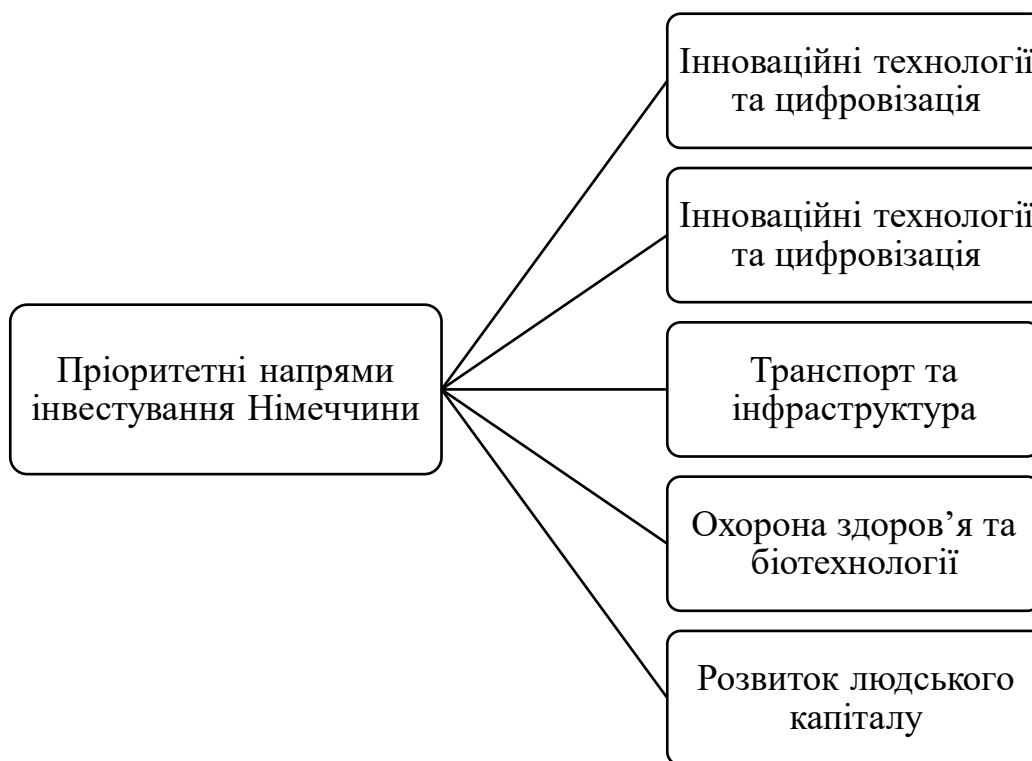 Інноваційні технології
та цифровізація
Інноваційні технології
та цифровізація
Пріоритетні напрями
інвестування Німеччини
Транспорт та
інфраструктура
Охорона здоров’я та
біотехнології
Розвиток людського
капіталу